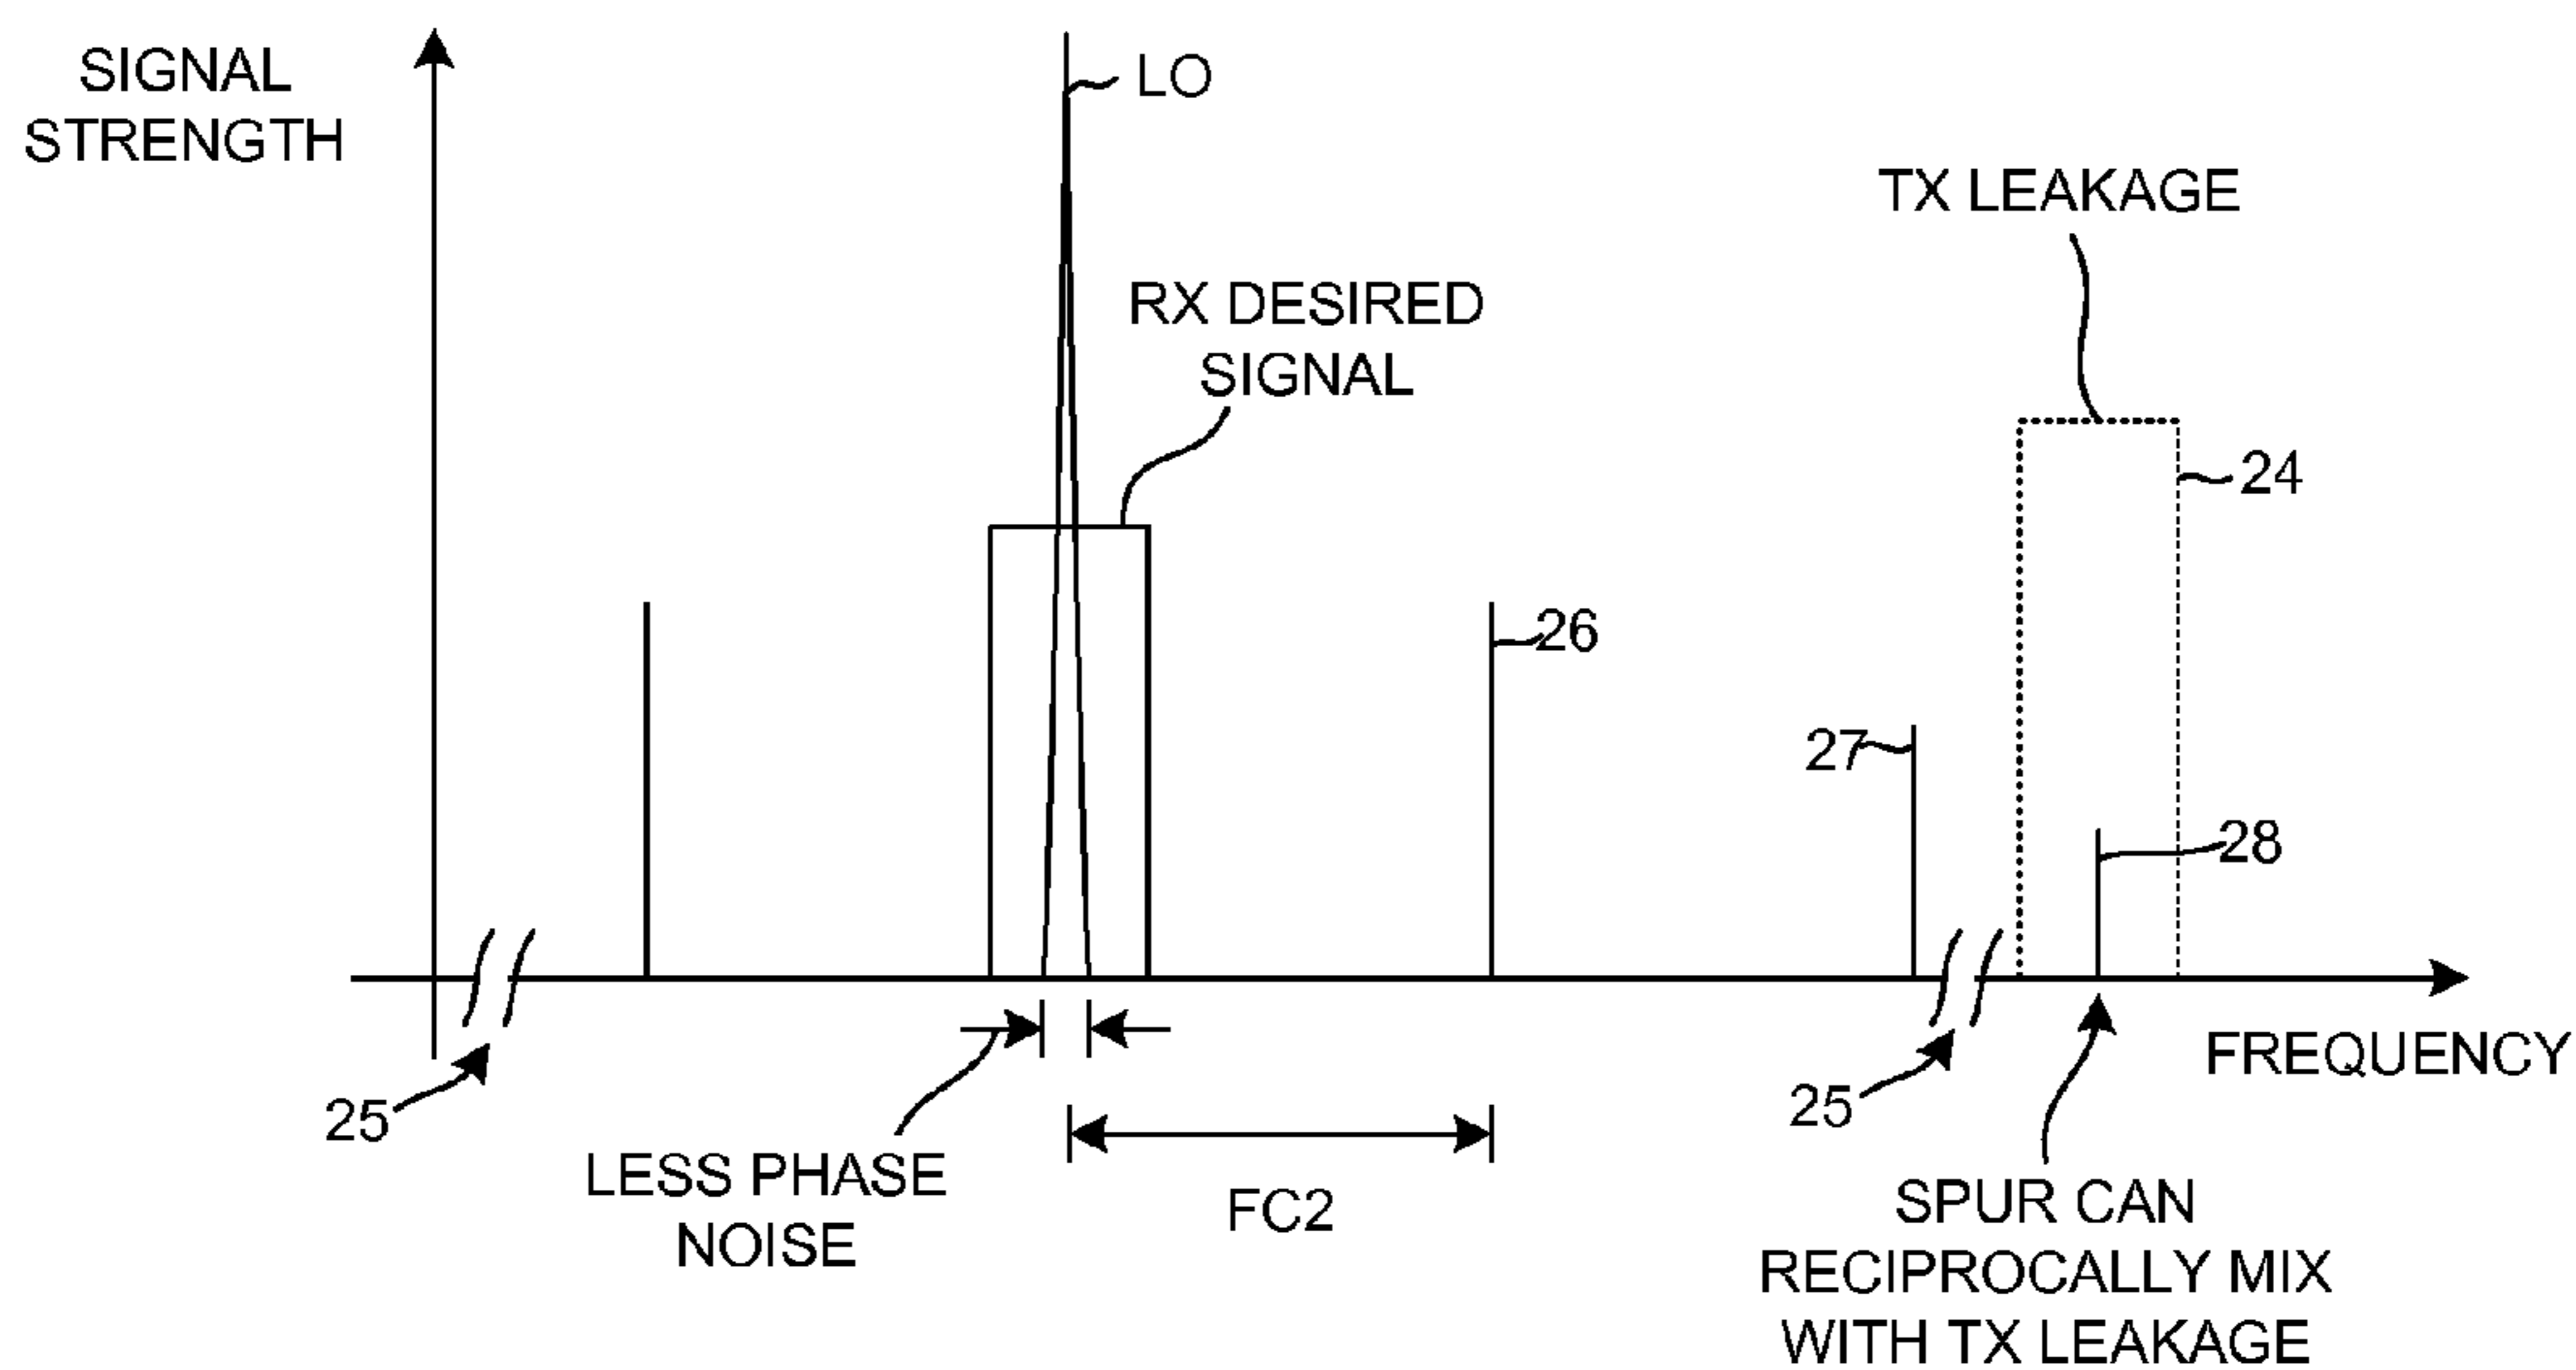 SIGNAL
STRENGTH
LO
TX LEAKAGE
RX DESIRED
SIGNAL
24
26
27
28
25
25
FREQUENCY
LESS PHASE
NOISE
FC2
SPUR CAN
RECIPROCALLY MIX
WITH TX LEAKAGE